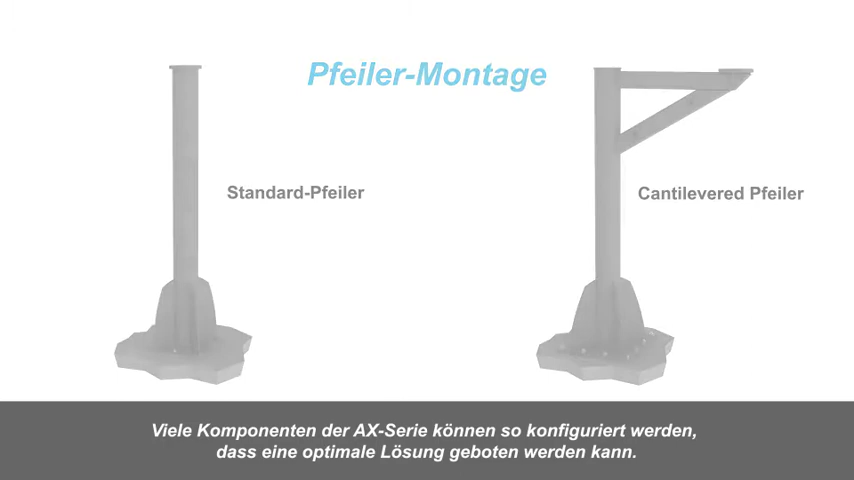 Pfeiler-Montage
Standard-Pfeiler
Cantilevered Pfeiler
Viele Komponenten der AX-Serie können so konfiguriert werden,
dass eine optimale Lösung geboten werden kann.